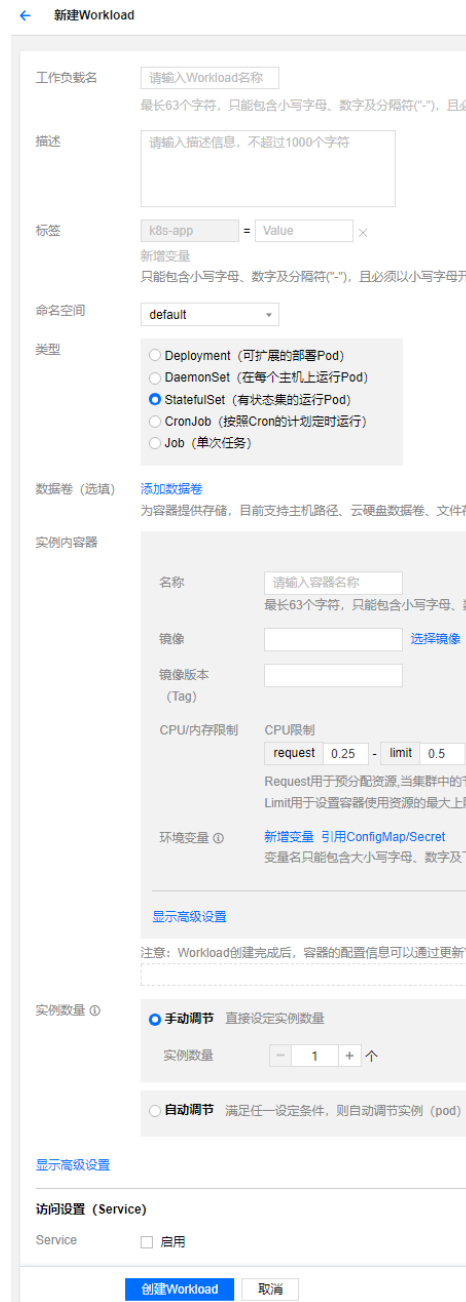 ← 新建Workload
工作负载名 请输入Workload名称
最长63个字符，只能包含小写字母、数字及分隔符("-")，且
描述 请输入描述信息，不超过1000个字符
标签 k8s-app = Value ×
新增变量
只能包含小写字母、数字及分隔符("-")，且必须以小写字母开
命名空间 default
类型 Deployment（可扩展的部署Pod）
DaemonSet（在每个主机上运行Pod）
StatefulSet（有状态集的运行Pod）
CronJob（按照Cron的计划定时运行）
Job（单次任务）
数据卷（选填） 添加数据卷
为容器提供存储，目前支持主机路径、云硬盘数据卷、文件
实例内容器
名称 请输入容器名称
最长63个字符，只能包含小写字母、
镜像 选择镜像
镜像版本
（Tag）
CPU/内存限制 CPU限制
request 0.25 - limit 0.5
Request用于预分配资源,当集群中的
Limit用于设置容器使用资源的最大上
环境变量 新增变量 引用ConfigMap/Secret
变量名只能包含大小写字母、数字及
显示高级设置
注意：Workload创建完成后，容器的配置信息可以通过更新
实例数量 手动调节 直接设定实例数量
实例数量 − 1 + 个
自动调节 满足任一设定条件，则自动调节实例（pod）
显示高级设置
访问设置（Service）
Service 启用
创建Workload 取消